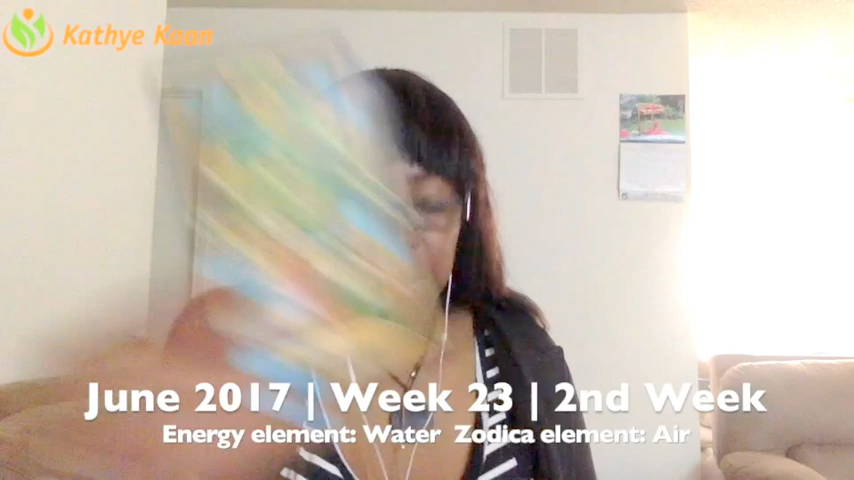 Kathye Kaan
June 2017 | Week 23 | 2nd Week
Energy element: Water Zodica element: Air